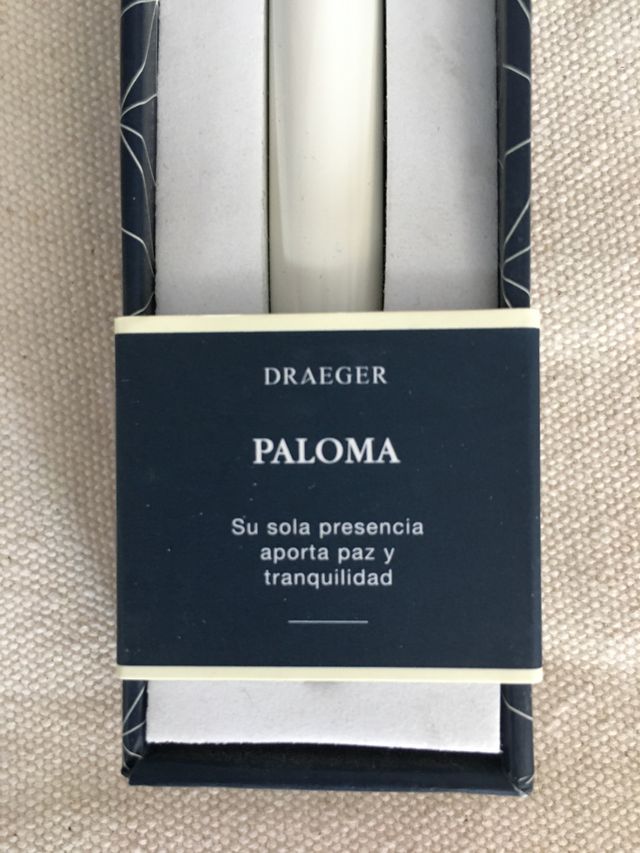 DRAEGER
PALOMA
Su sola presencia
aporta paz y
tranquilidad